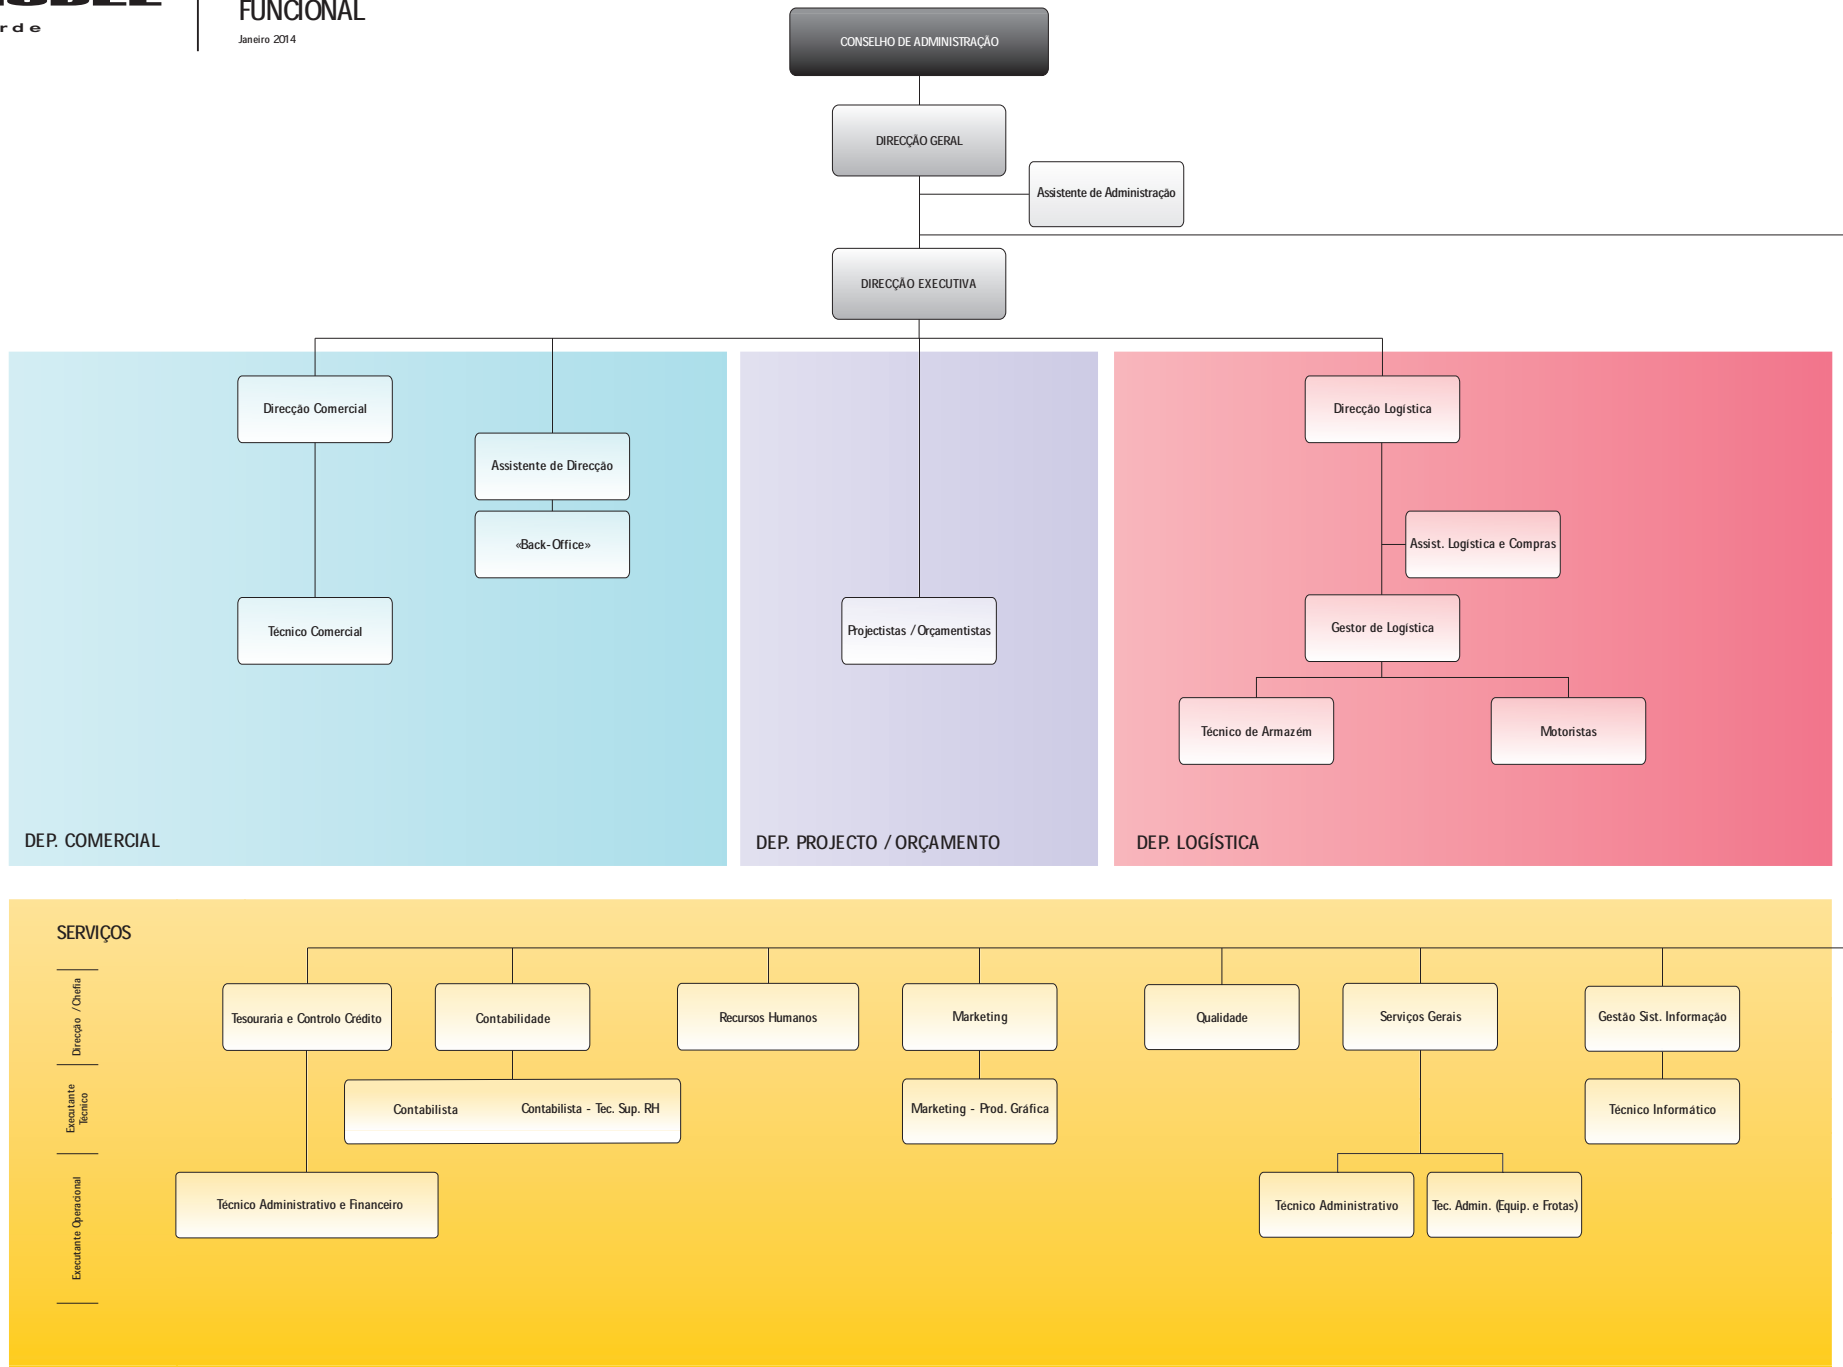 rde
FUNCIONAL
Janeiro 2014
CONSELHO DE ADMINISTRAÇÃO
DIRECÇÃO GERAL
Assistente de Administração
DIRECÇÃO EXECUTIVA
Direcção Comercial
Assistente de Direcção
«Back-Office»
Técnico Comercial
DEP. COMERCIAL
Projectistas / Orçamentistas
DEP. PROJECTO / ORÇAMENTO
Direcção Logística
Assist. Logística e Compras
Gestor de Logística
Técnico de Armazém
Motoristas
DEP. LOGÍSTICA
SERVIÇOS
Direcção / Chefia
Tesouraria e Controlo Crédito
Contabilidade
Recursos Humanos
Marketing
Qualidade
Serviços Gerais
Gestão Sist. Informação
Executante
Técnico
Contabilista
Contabilista - Tec. Sup. RH
Marketing - Prod. Gráfica
Técnico Informático
Executante Operacional
Técnico Administrativo e Financeiro
Técnico Administrativo
Tec. Admin. (Equip. e Frotas)